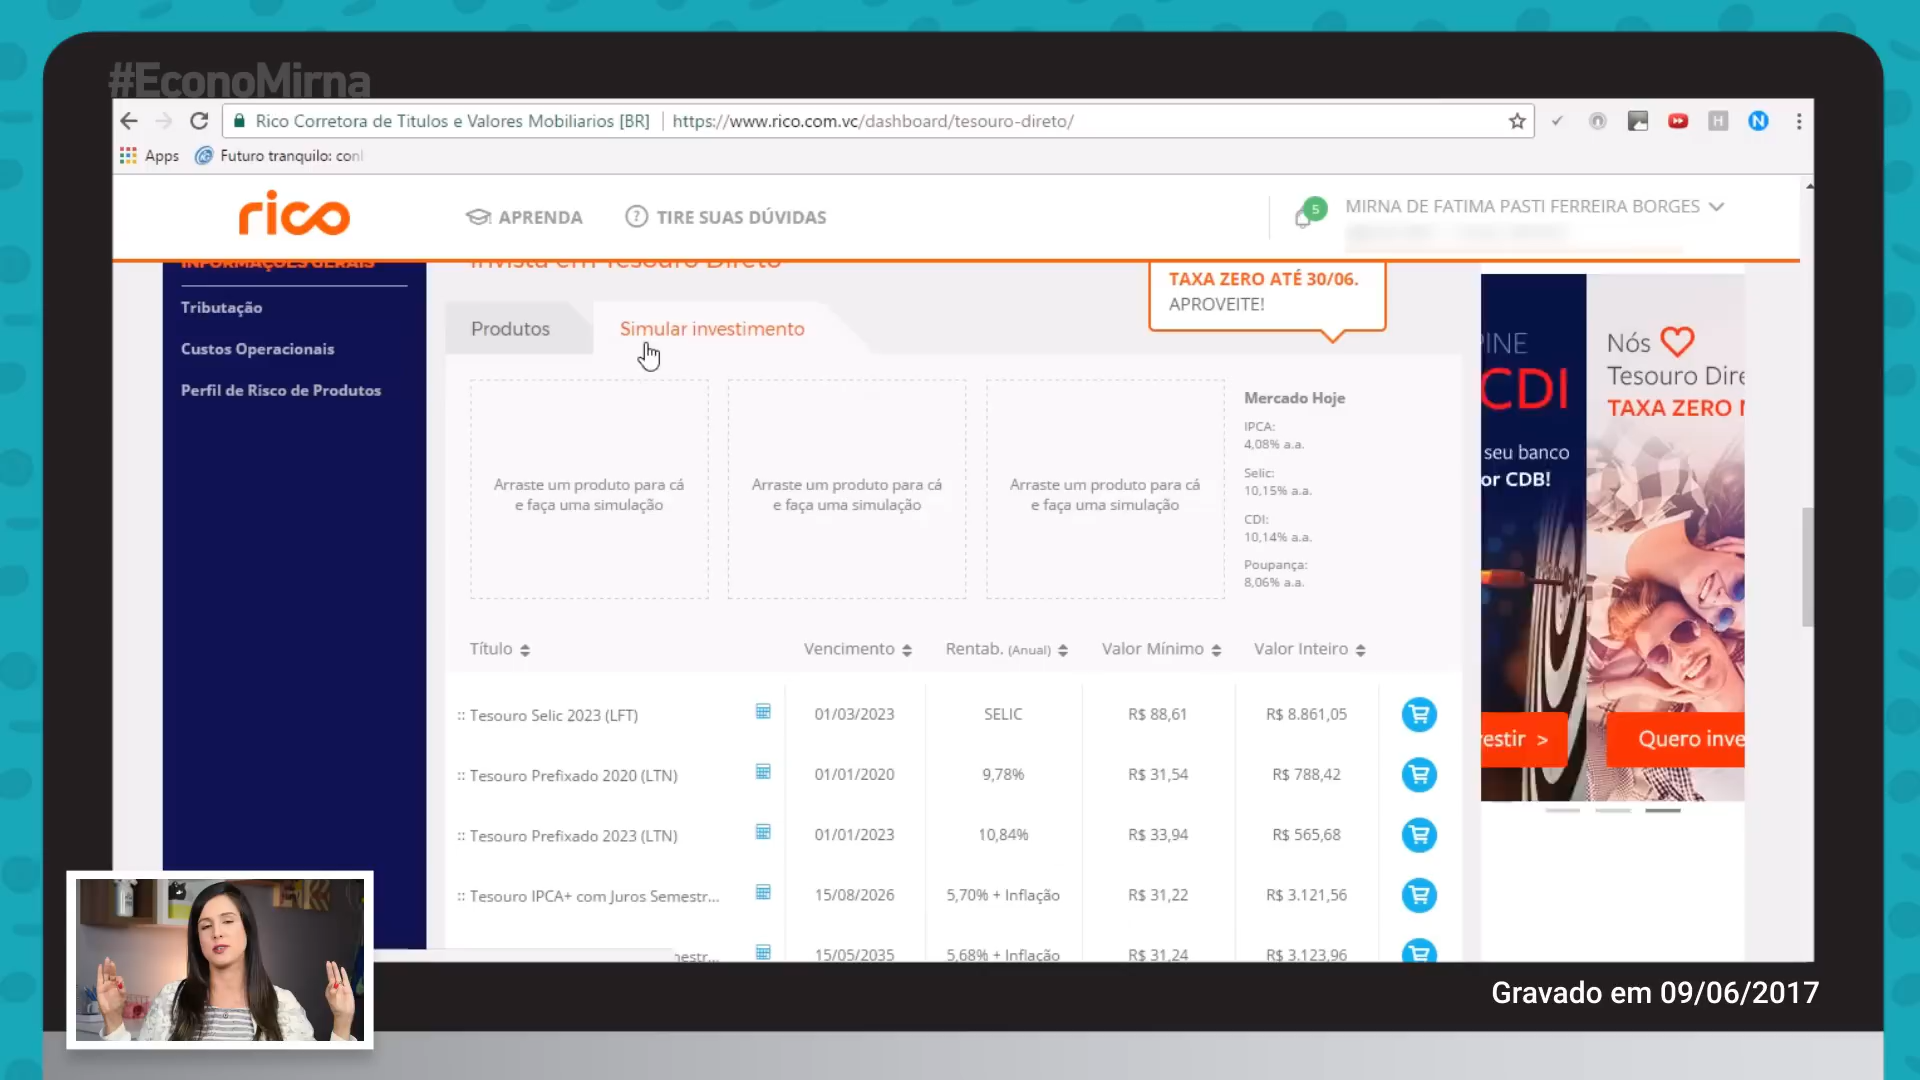 #EconoMirna
Rico Corretora de Titulos e Valores Mobiliarios [BR] https://www.rico.com.vc/dashboard/tesouro-direto/
Apps Futuro tranquilo: con
rico
APRENDA
TIRE SUAS DÚVIDAS
5
MIRNA DE FATIMA PASTI FERREIRA BORGES
INFORMAÇÕES GERAIS
Tributação
Custos Operacionais
Perfil de Risco de Produtos
Invista em Tesouro Direto
TAXA ZERO ATÉ 30/06.
APROVEITE!
Produtos
Simular investimento
Arraste um produto para cá
e faça uma simulação
Arraste um produto para cá
e faça uma simulação
Arraste um produto para cá
e faça uma simulação
Mercado Hoje
IPCA:
4,08% a.a.
Selic:
10,15% a.a.
CDI:
10,14% a.a.
Poupança:
8,06% a.a.
Título Vencimento Rentab. (Anual) Valor Mínimo Valor Inteiro
:: Tesouro Selic 2023 (LFT) 01/03/2023 SELIC R$ 88,61 R$ 8.861,05
:: Tesouro Prefixado 2020 (LTN) 01/01/2020 9,78% R$ 31,54 R$ 788,42
:: Tesouro Prefixado 2023 (LTN) 01/01/2023 10,84% R$ 33,94 R$ 565,68
:: Tesouro IPCA+ com Juros Semestr... 15/08/2026 5,70% + Inflação R$ 31,22 R$ 3.121,56
nestr... 15/05/2035 5,68% + Inflação R$ 31,24 R$ 3.123,96
PINE
CDI
seu banco
or CDB!
estir >
Nós
Tesouro Dire
TAXA ZERO
Quero inve
Gravado em 09/06/2017